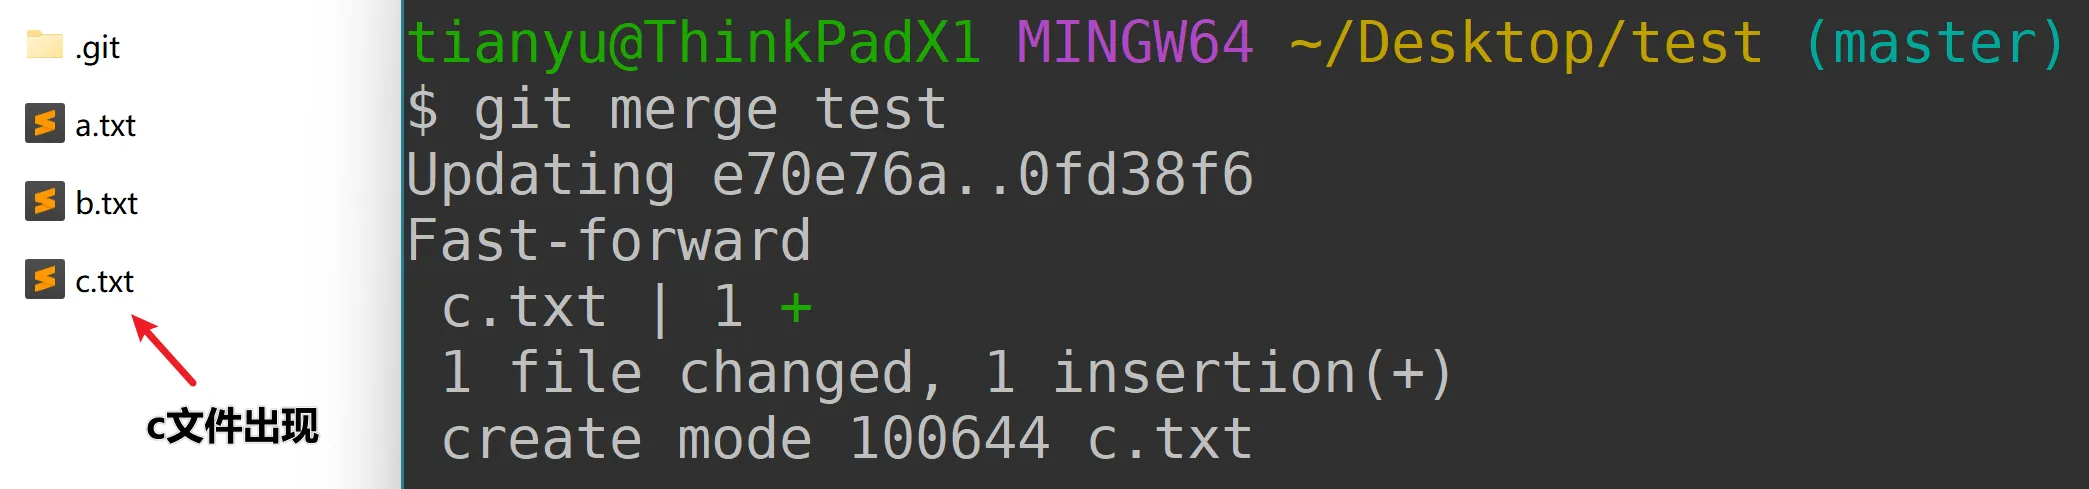 .git
a.txt
b.txt
c.txt
c文件出现
tianyu@ThinkPadX1 MINGW64 ~/Desktop/test (master)
$ git merge test
Updating e70e76a..0fd38f6
Fast-forward
 c.txt | 1 +
 1 file changed, 1 insertion(+)
 create mode 100644 c.txt